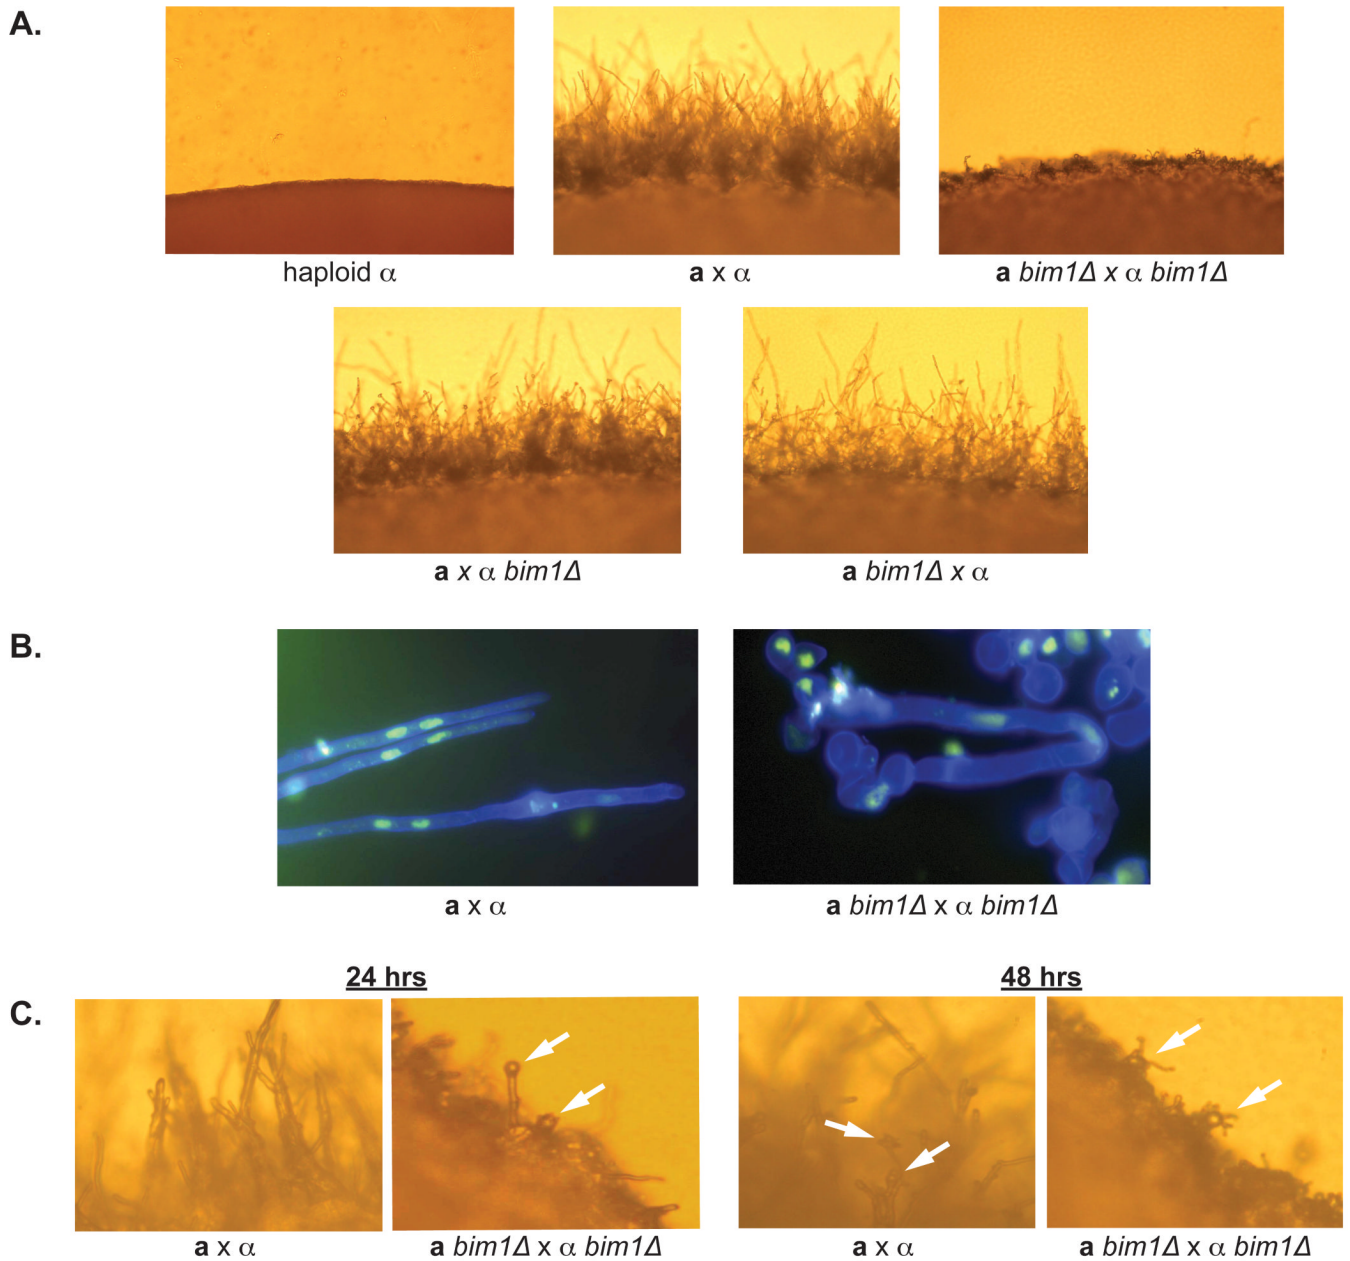 A.
haploid α
a x α
a bim1Δ x α bim1Δ
a x α bim1Δ
a bim1Δ x α
B.
a x α
a bim1Δ x α bim1Δ
24 hrs
48 hrs
C.
a x α
a bim1Δ x α bim1Δ
a x α
a bim1Δ x α bim1Δ